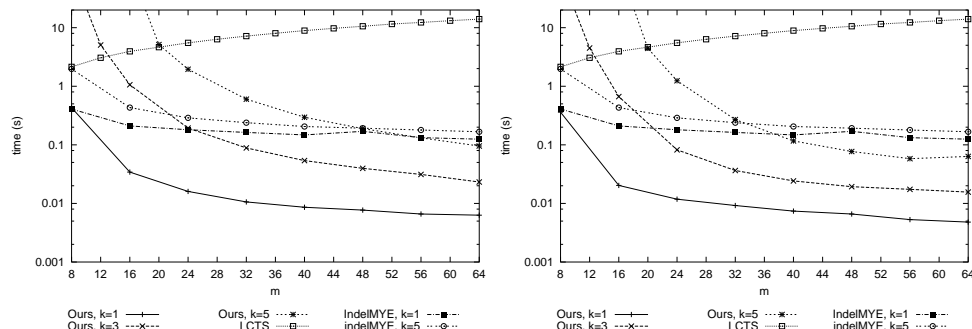 10
1
0.1
0.01
0.001
time (s)
8 12 16 20 24 28 32 36 40 44 48 52 56 60 64
m
Ours, k=1
Ours, k=3
Ours, k=5
LCTS
IndelMYE, k=1
indelMYE, k=5
10
1
0.1
0.01
0.001
time (s)
8 12 16 20 24 28 32 36 40 44 48 52 56 60 64
m
Ours, k=1
Ours, k=3
Ours, k=5
LCTS
IndelMYE, k=1
indelMYE, k=5